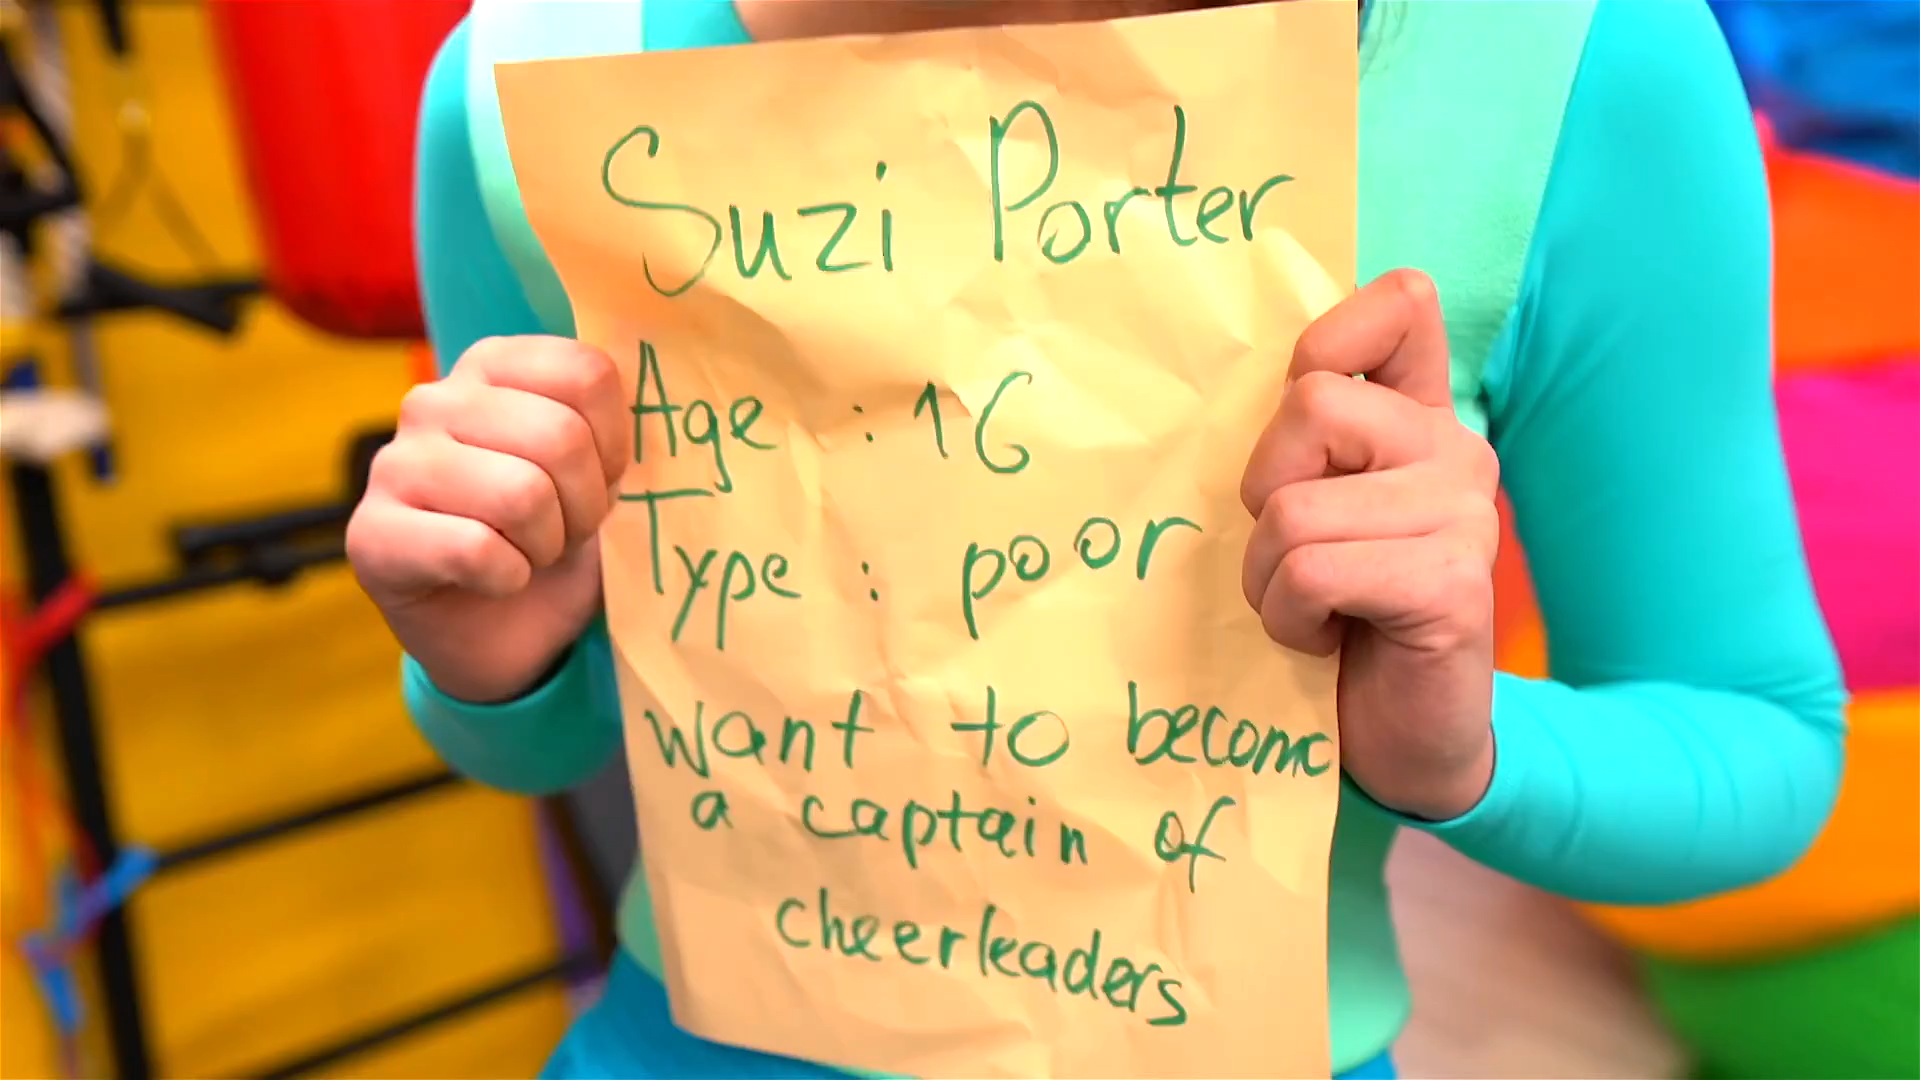 Suzi Porter
Age : 16
Type : poor
want to become
a captain of
cheerleaders